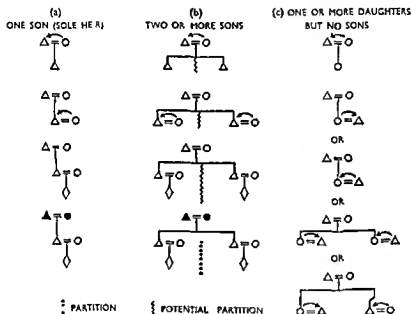 (a)
ONE SON (SOLE HEIR)
(b)
TWO OR MORE SONS
(c) ONE OR MORE DAUGHTERS
BUT NO SONS
OR
OR
OR
PARTITION
POTENTIAL PARTITION